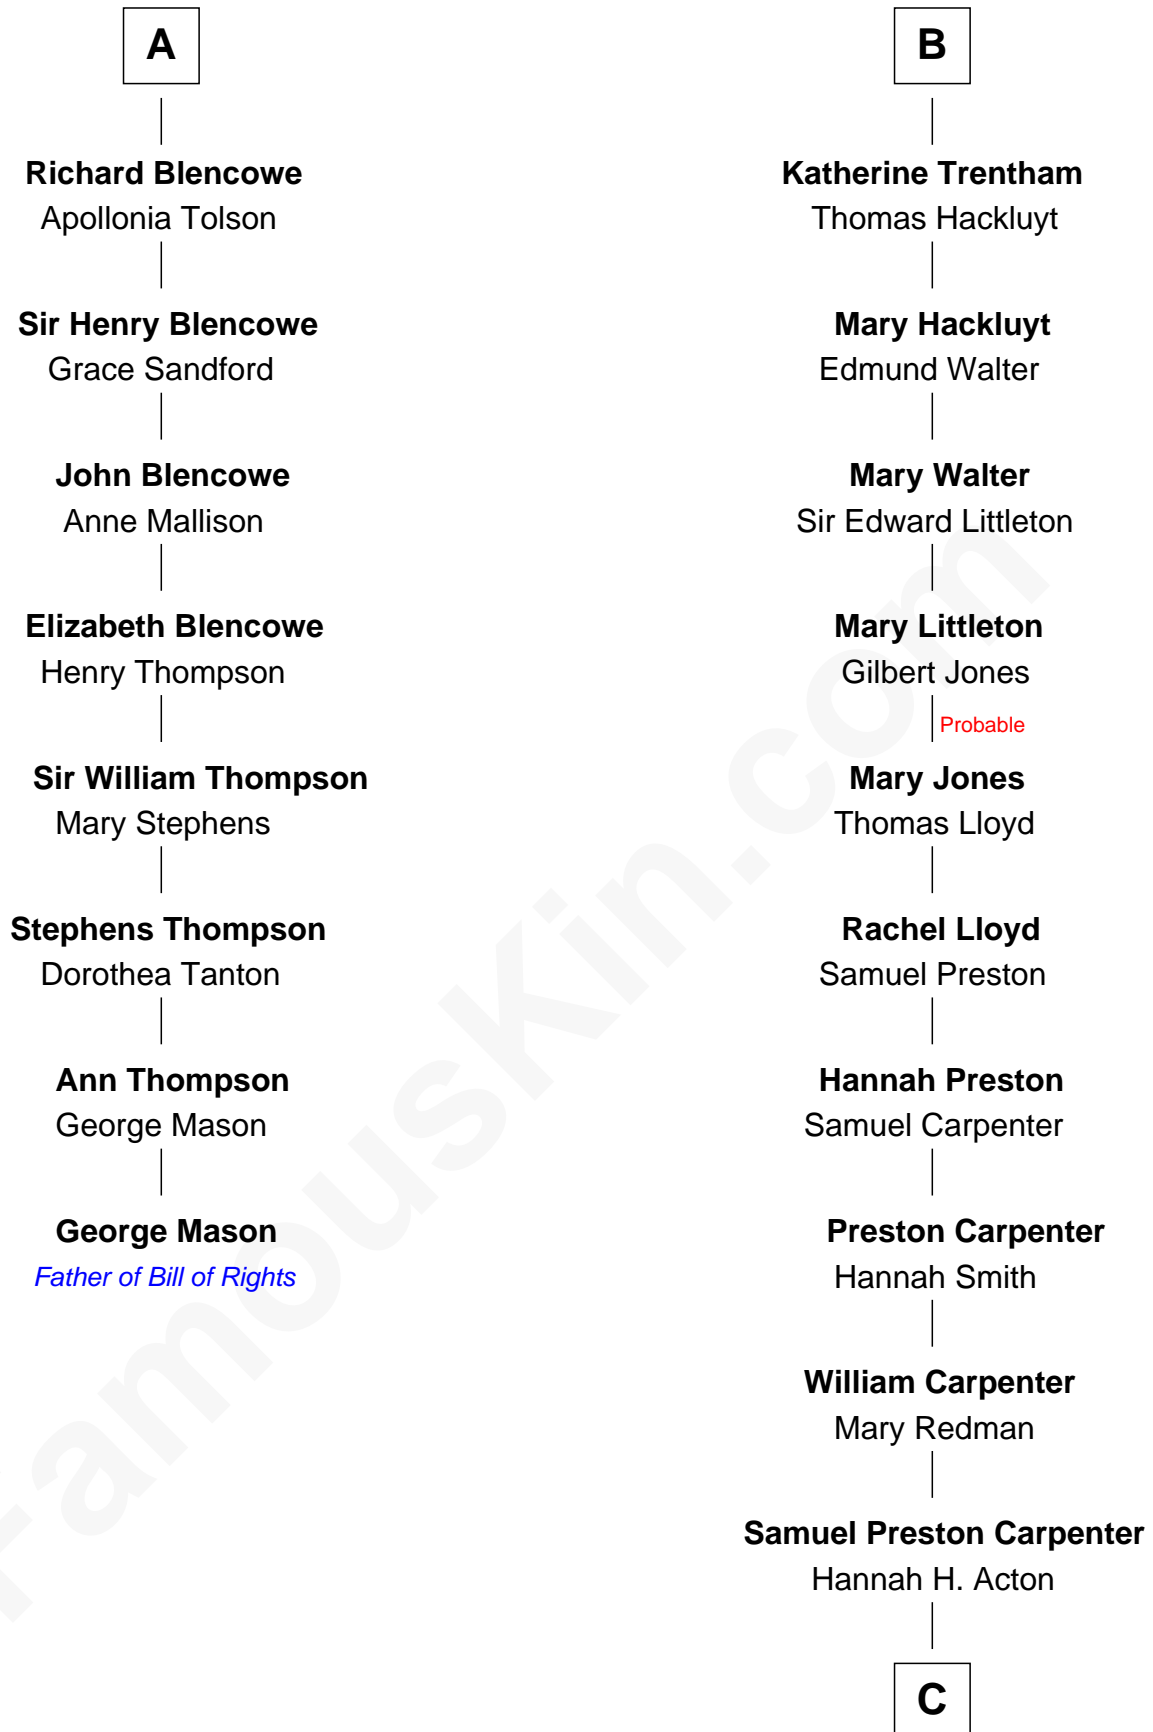 A
Richard Blencowe
Apollonia Tolson
Sir Henry Blencowe
Grace Sandford
John Blencowe
Anne Mallison
Elizabeth Blencowe
Henry Thompson
Sir William Thompson
Mary Stephens
Stephens Thompson
Dorothea Tanton
Ann Thompson
George Mason
George Mason
Father of Bill of Rights
B
Katherine Trentham
Thomas Hackluyt
Mary Hackluyt
Edmund Walter
Mary Walter
Sir Edward Littleton
Mary Littleton
Gilbert Jones
Probable
Mary Jones
Thomas Lloyd
Rachel Lloyd
Samuel Preston
Hannah Preston
Samuel Carpenter
Preston Carpenter
Hannah Smith
William Carpenter
Mary Redman
Samuel Preston Carpenter
Hannah H. Acton
C
FamousKin.com